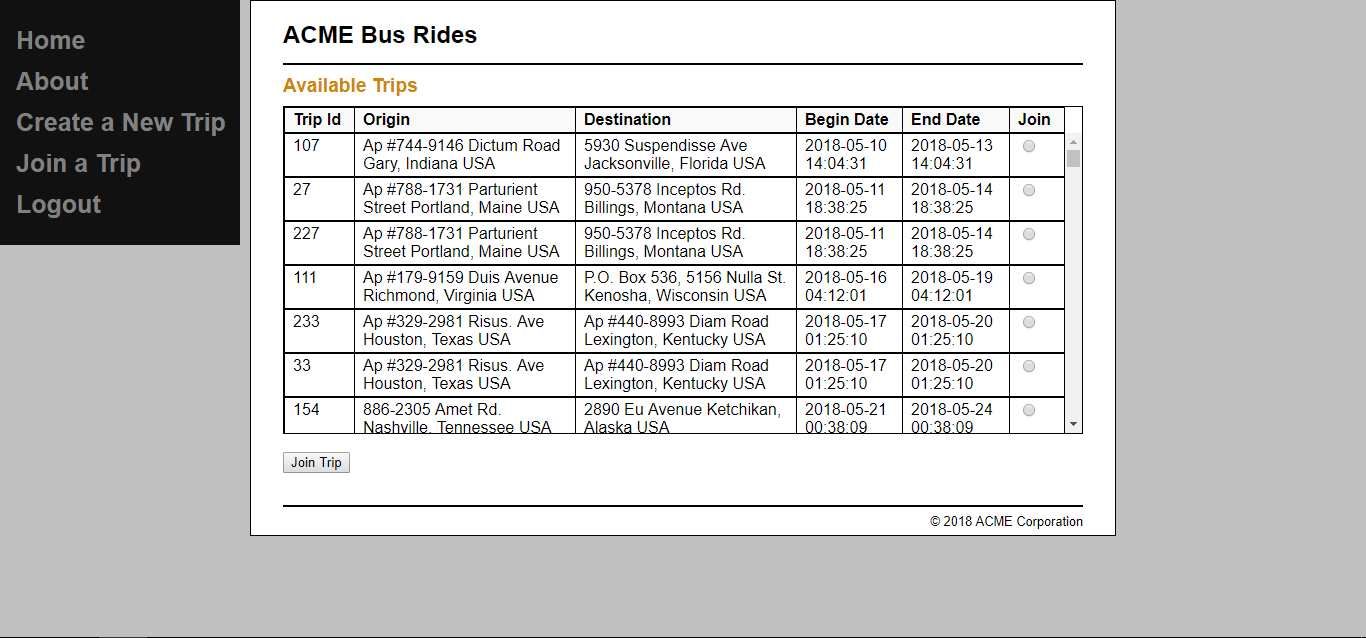 Home
About
Create a New Trip
Join a Trip
Logout
ACME Bus Rides
Available Trips
Trip Id Origin Destination Begin Date End Date Join
107 Ap #744-9146 Dictum Road 5930 Suspendisse Ave 2018-05-10 2018-05-13
Gary, Indiana USA Jacksonville, Florida USA 14:04:31 14:04:31
27 Ap #788-1731 Parturient 950-5378 Inceptos Rd. 2018-05-11 2018-05-14
Street Portland, Maine USA Billings, Montana USA 18:38:25 18:38:25
227 Ap #788-1731 Parturient 950-5378 Inceptos Rd. 2018-05-11 2018-05-14
Street Portland, Maine USA Billings, Montana USA 18:38:25 18:38:25
111 Ap #179-9159 Duis Avenue P.O. Box 536, 5156 Nulla St. 2018-05-16 2018-05-19
Richmond, Virginia USA Kenosha, Wisconsin USA 04:12:01 04:12:01
233 Ap #329-2981 Risus. Ave Ap #440-8993 Diam Road 2018-05-17 2018-05-20
Houston, Texas USA Lexington, Kentucky USA 01:25:10 01:25:10
33 Ap #329-2981 Risus. Ave Ap #440-8993 Diam Road 2018-05-17 2018-05-20
Houston, Texas USA Lexington, Kentucky USA 01:25:10 01:25:10
154 886-2305 Amet Rd. 2890 Eu Avenue Ketchikan, 2018-05-21 2018-05-24
Nashville, Tennessee USA Alaska USA 00:38:09 00:38:09
Join Trip
© 2018 ACME Corporation